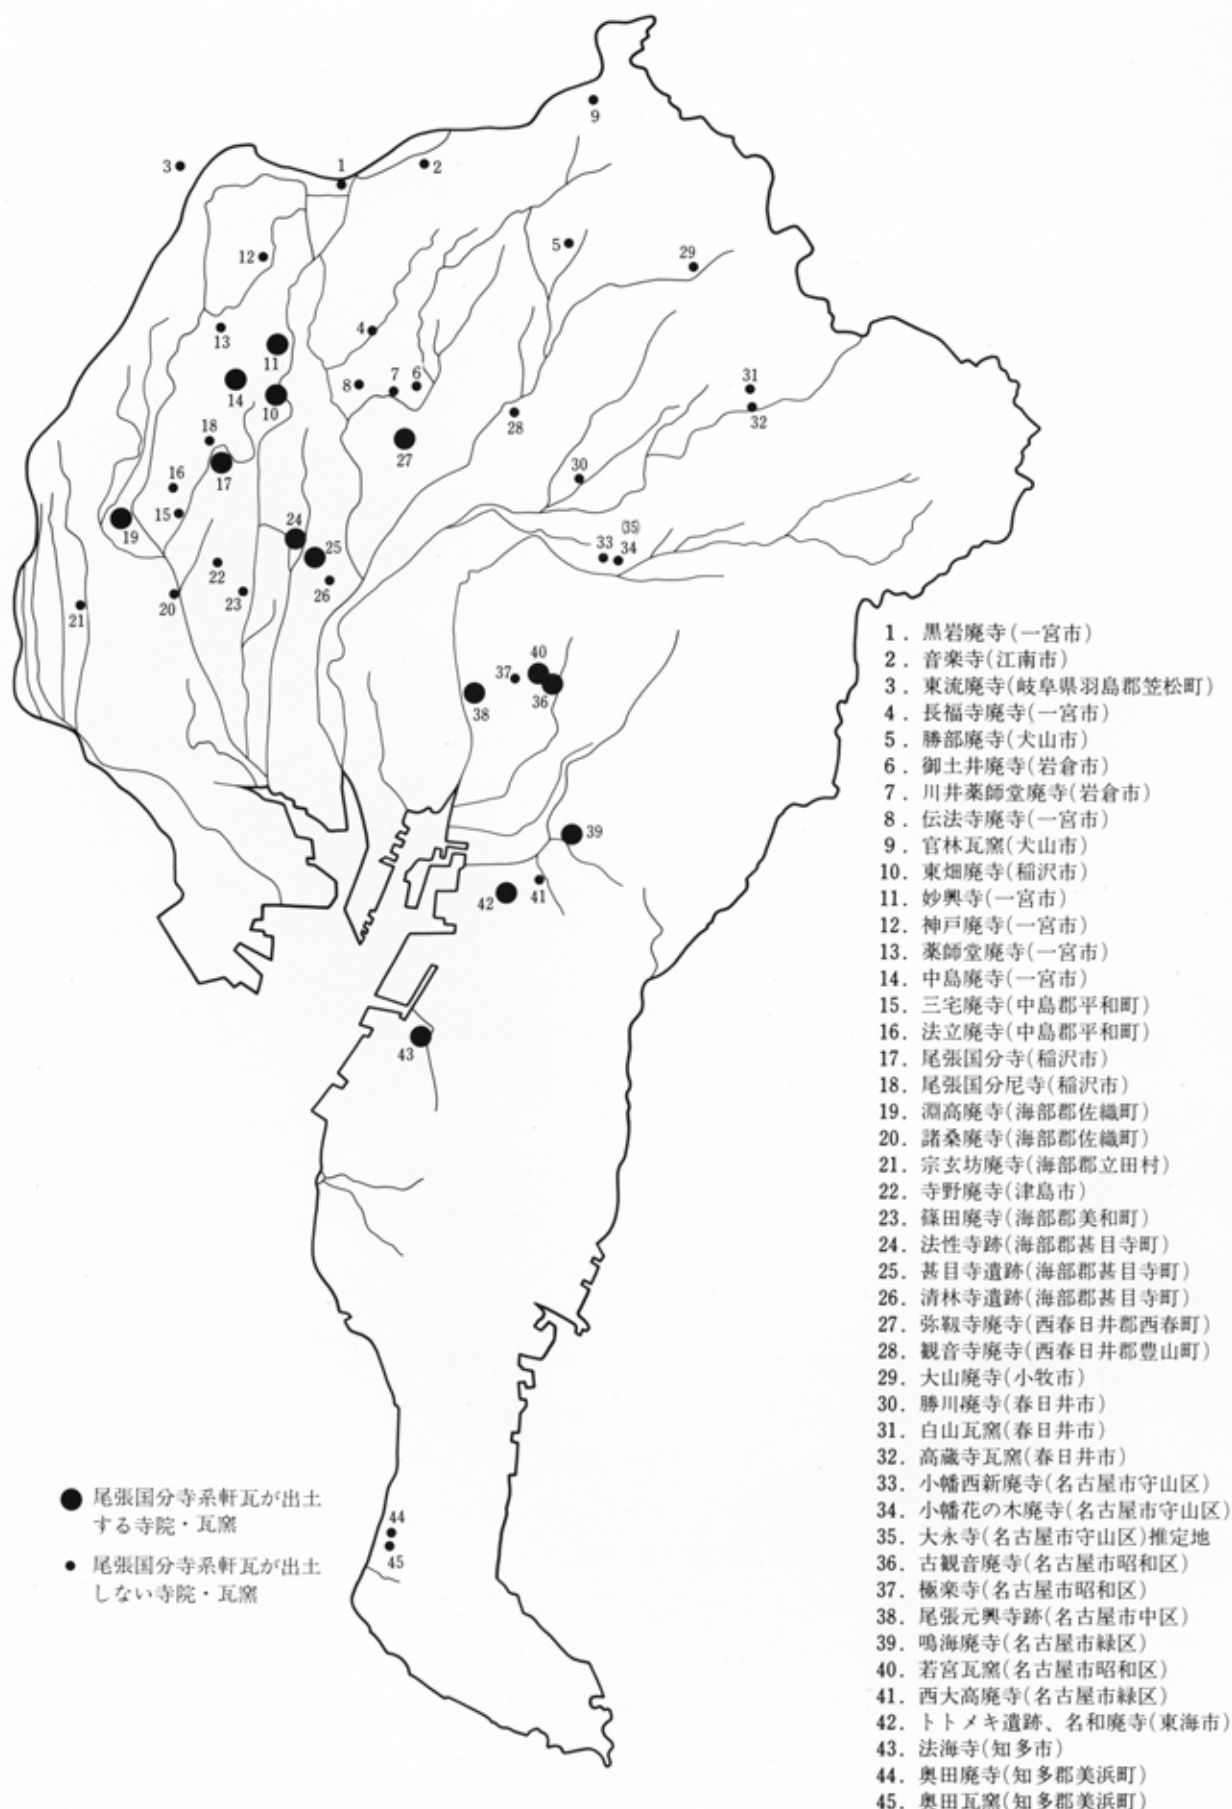 9
3
1
2
12
5
29
4
13
11
14
10
8
7
6
31
32
28
18
27
17
16
15
19
30
24
25
(35)
33
34
22
26
20
23
21
40
37
36
38
39
42
41
43
44
45
1．黒岩廃寺(一宮市)
2．音楽寺(江南市)
3．東流廃寺(岐阜県羽島郡笠松町)
4．長福寺廃寺(一宮市)
5．勝部廃寺(犬山市)
6．御土井廃寺(岩倉市)
7．川井薬師堂廃寺(岩倉市)
8．伝法寺廃寺(一宮市)
9．官林瓦窯(犬山市)
10．東畑廃寺(稲沢市)
11．妙興寺(一宮市)
12．神戸廃寺(一宮市)
13．薬師堂廃寺(一宮市)
14．中島廃寺(一宮市)
15．三宅廃寺(中島郡平和町)
16．法立廃寺(中島郡平和町)
17．尾張国分寺(稲沢市)
18．尾張国分尼寺(稲沢市)
19．淵高廃寺(海部郡佐織町)
20．諸桑廃寺(海部郡佐織町)
21．宗玄坊廃寺(海部郡立田村)
22．寺野廃寺(津島市)
23．篠田廃寺(海部郡美和町)
24．法性寺跡(海部郡甚目寺町)
25．甚目寺遺跡(海部郡甚目寺町)
26．清林寺遺跡(海部郡甚目寺町)
27．弥勒寺廃寺(西春日井郡西春町)
28．観音寺廃寺(西春日井郡豊山町)
29．大山廃寺(小牧市)
30．勝川廃寺(春日井市)
31．白山瓦窯(春日井市)
32．高蔵寺瓦窯(春日井市)
33．小幡西新廃寺(名古屋市守山区)
34．小幡花の木廃寺(名古屋市守山区)
35．大永寺(名古屋市守山区)推定地
36．古観音廃寺(名古屋市昭和区)
37．極楽寺(名古屋市昭和区)
38．尾張元興寺跡(名古屋市中区)
39．鳴海廃寺(名古屋市緑区)
40．若宮瓦窯(名古屋市昭和区)
41．西大高廃寺(名古屋市緑区)
42．トトメキ遺跡、名和廃寺(東海市)
43．法海寺(知多市)
44．奥田廃寺(知多郡美浜町)
45．奥田瓦窯(知多郡美浜町)
● 尾張国分寺系軒瓦が出土
する寺院・瓦窯
• 尾張国分寺系軒瓦が出土
しない寺院・瓦窯